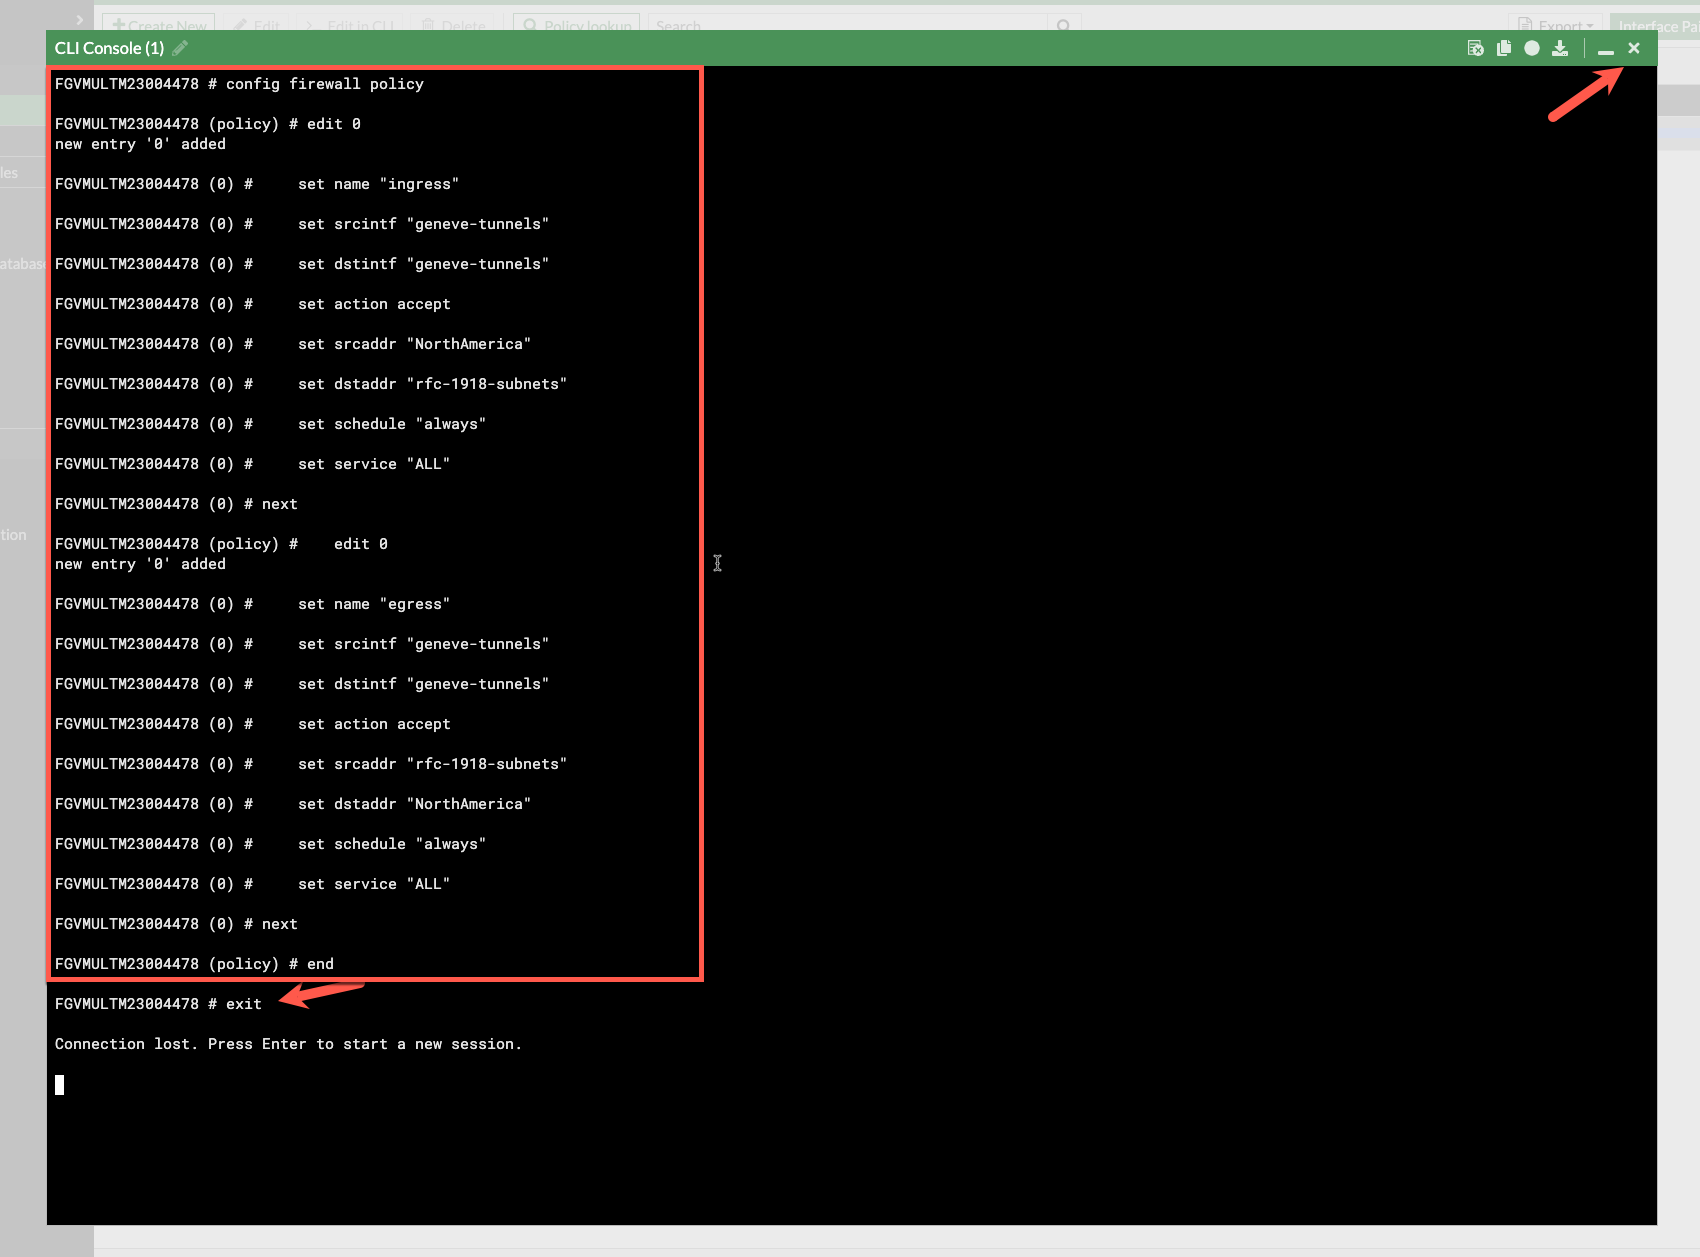 Create New Edit Edit in CLI Delete Policy lookup Search Export Interface Pa
CLI Console (1)
FGVMULTM23004478 # config firewall policy
FGVMULTM23004478 (policy) # edit 0
new entry '0' added
les
FGVMULTM23004478 (0) #     set name "ingress"
FGVMULTM23004478 (0) #     set srcintf "geneve-tunnels"
atabase
FGVMULTM23004478 (0) #     set dstintf "geneve-tunnels"
FGVMULTM23004478 (0) #     set action accept
FGVMULTM23004478 (0) #     set srcaddr "NorthAmerica"
FGVMULTM23004478 (0) #     set dstaddr "rfc-1918-subnets"
FGVMULTM23004478 (0) #     set schedule "always"
FGVMULTM23004478 (0) #     set service "ALL"
FGVMULTM23004478 (0) # next
tion
FGVMULTM23004478 (policy) #    edit 0
new entry '0' added
FGVMULTM23004478 (0) #     set name "egress"
FGVMULTM23004478 (0) #     set srcintf "geneve-tunnels"
FGVMULTM23004478 (0) #     set dstintf "geneve-tunnels"
FGVMULTM23004478 (0) #     set action accept
FGVMULTM23004478 (0) #     set srcaddr "rfc-1918-subnets"
FGVMULTM23004478 (0) #     set dstaddr "NorthAmerica"
FGVMULTM23004478 (0) #     set schedule "always"
FGVMULTM23004478 (0) #     set service "ALL"
FGVMULTM23004478 (0) # next
FGVMULTM23004478 (policy) # end
FGVMULTM23004478 # exit
Connection lost. Press Enter to start a new session.